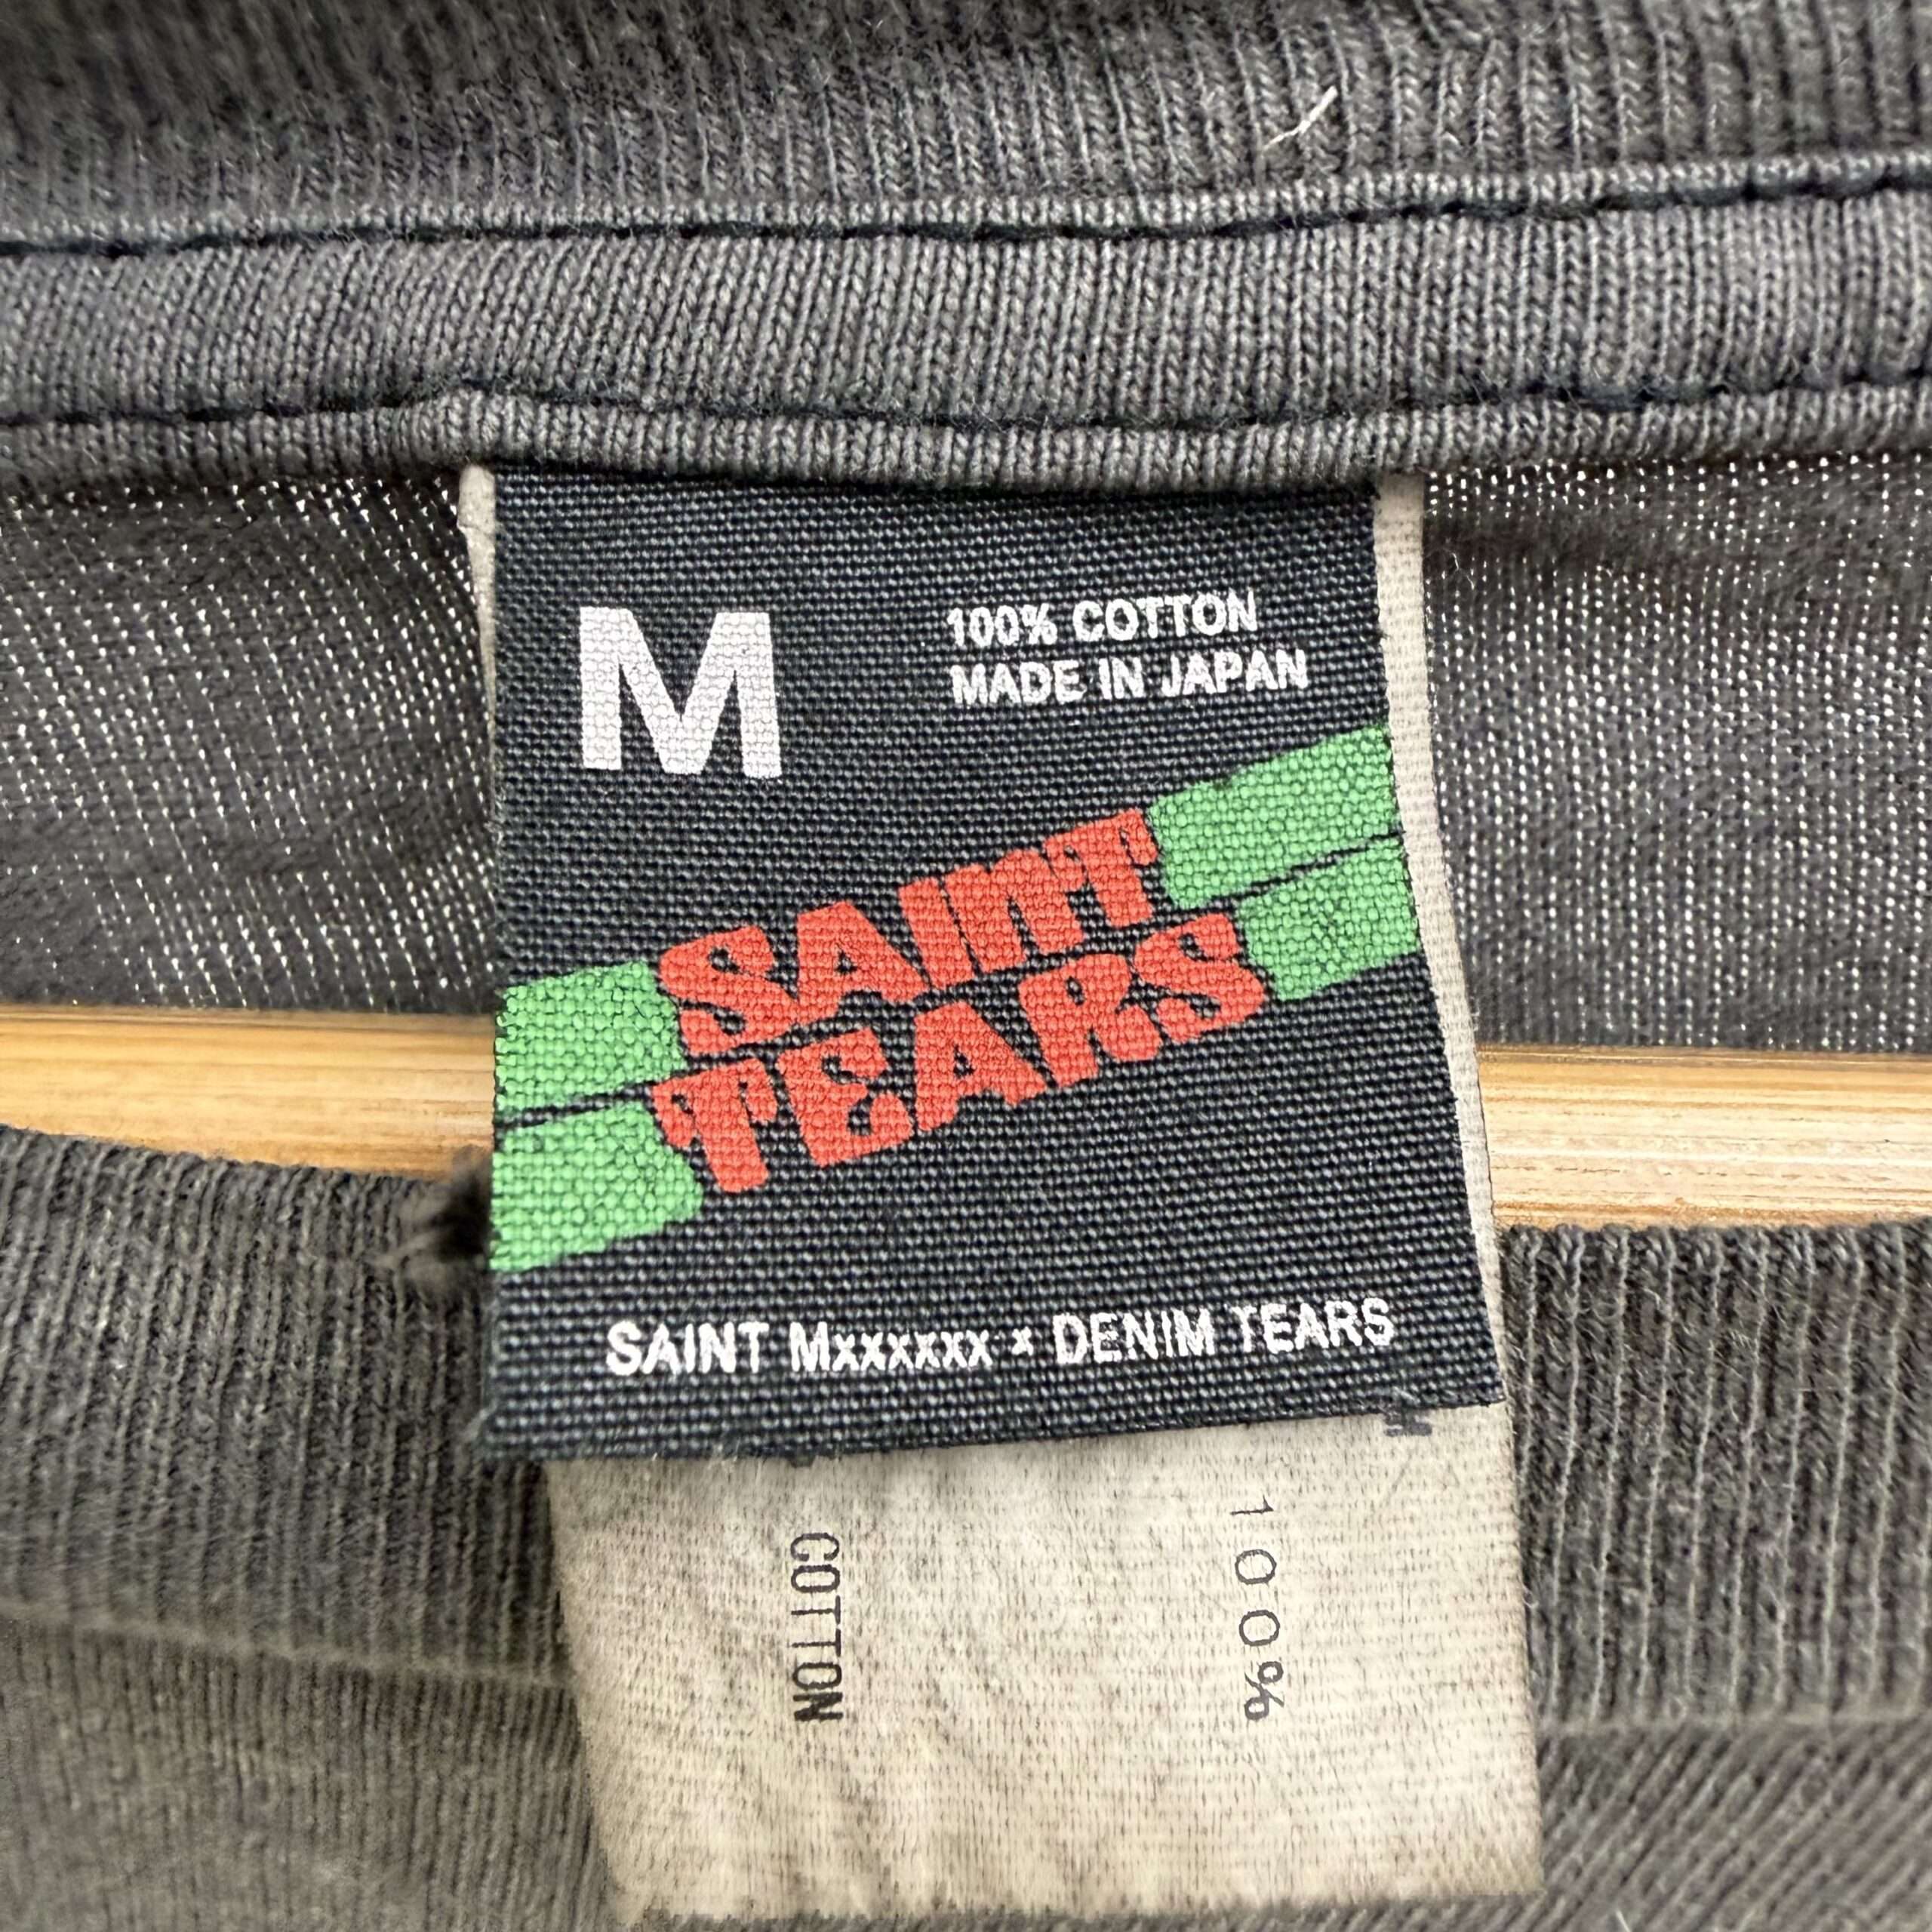 M
100% COTTON
MADE IN JAPAN
SAINT
TEARS
SAINT Mxxxxxx × DENIM TEARS
M
100%
COTTON